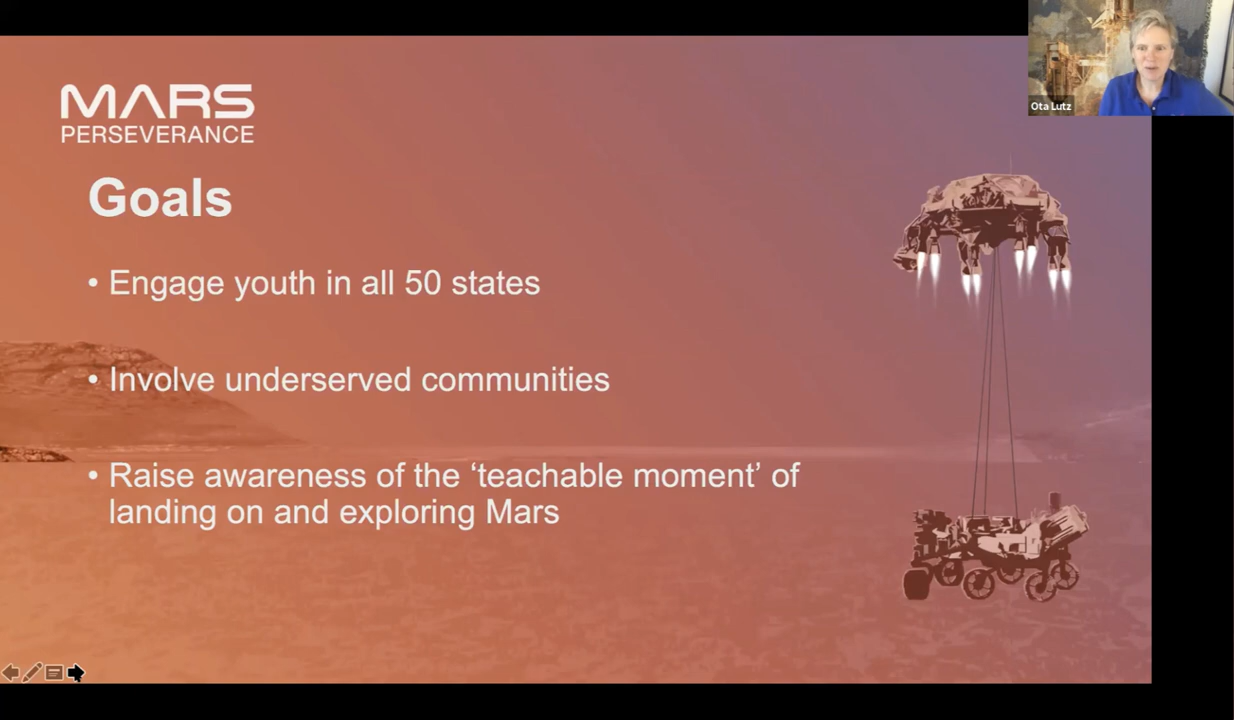 Ota Lutz
MARS
PERSEVERANCE
Goals
• Engage youth in all 50 states
• Involve underserved communities
• Raise awareness of the ‘teachable moment’ of
landing on and exploring Mars